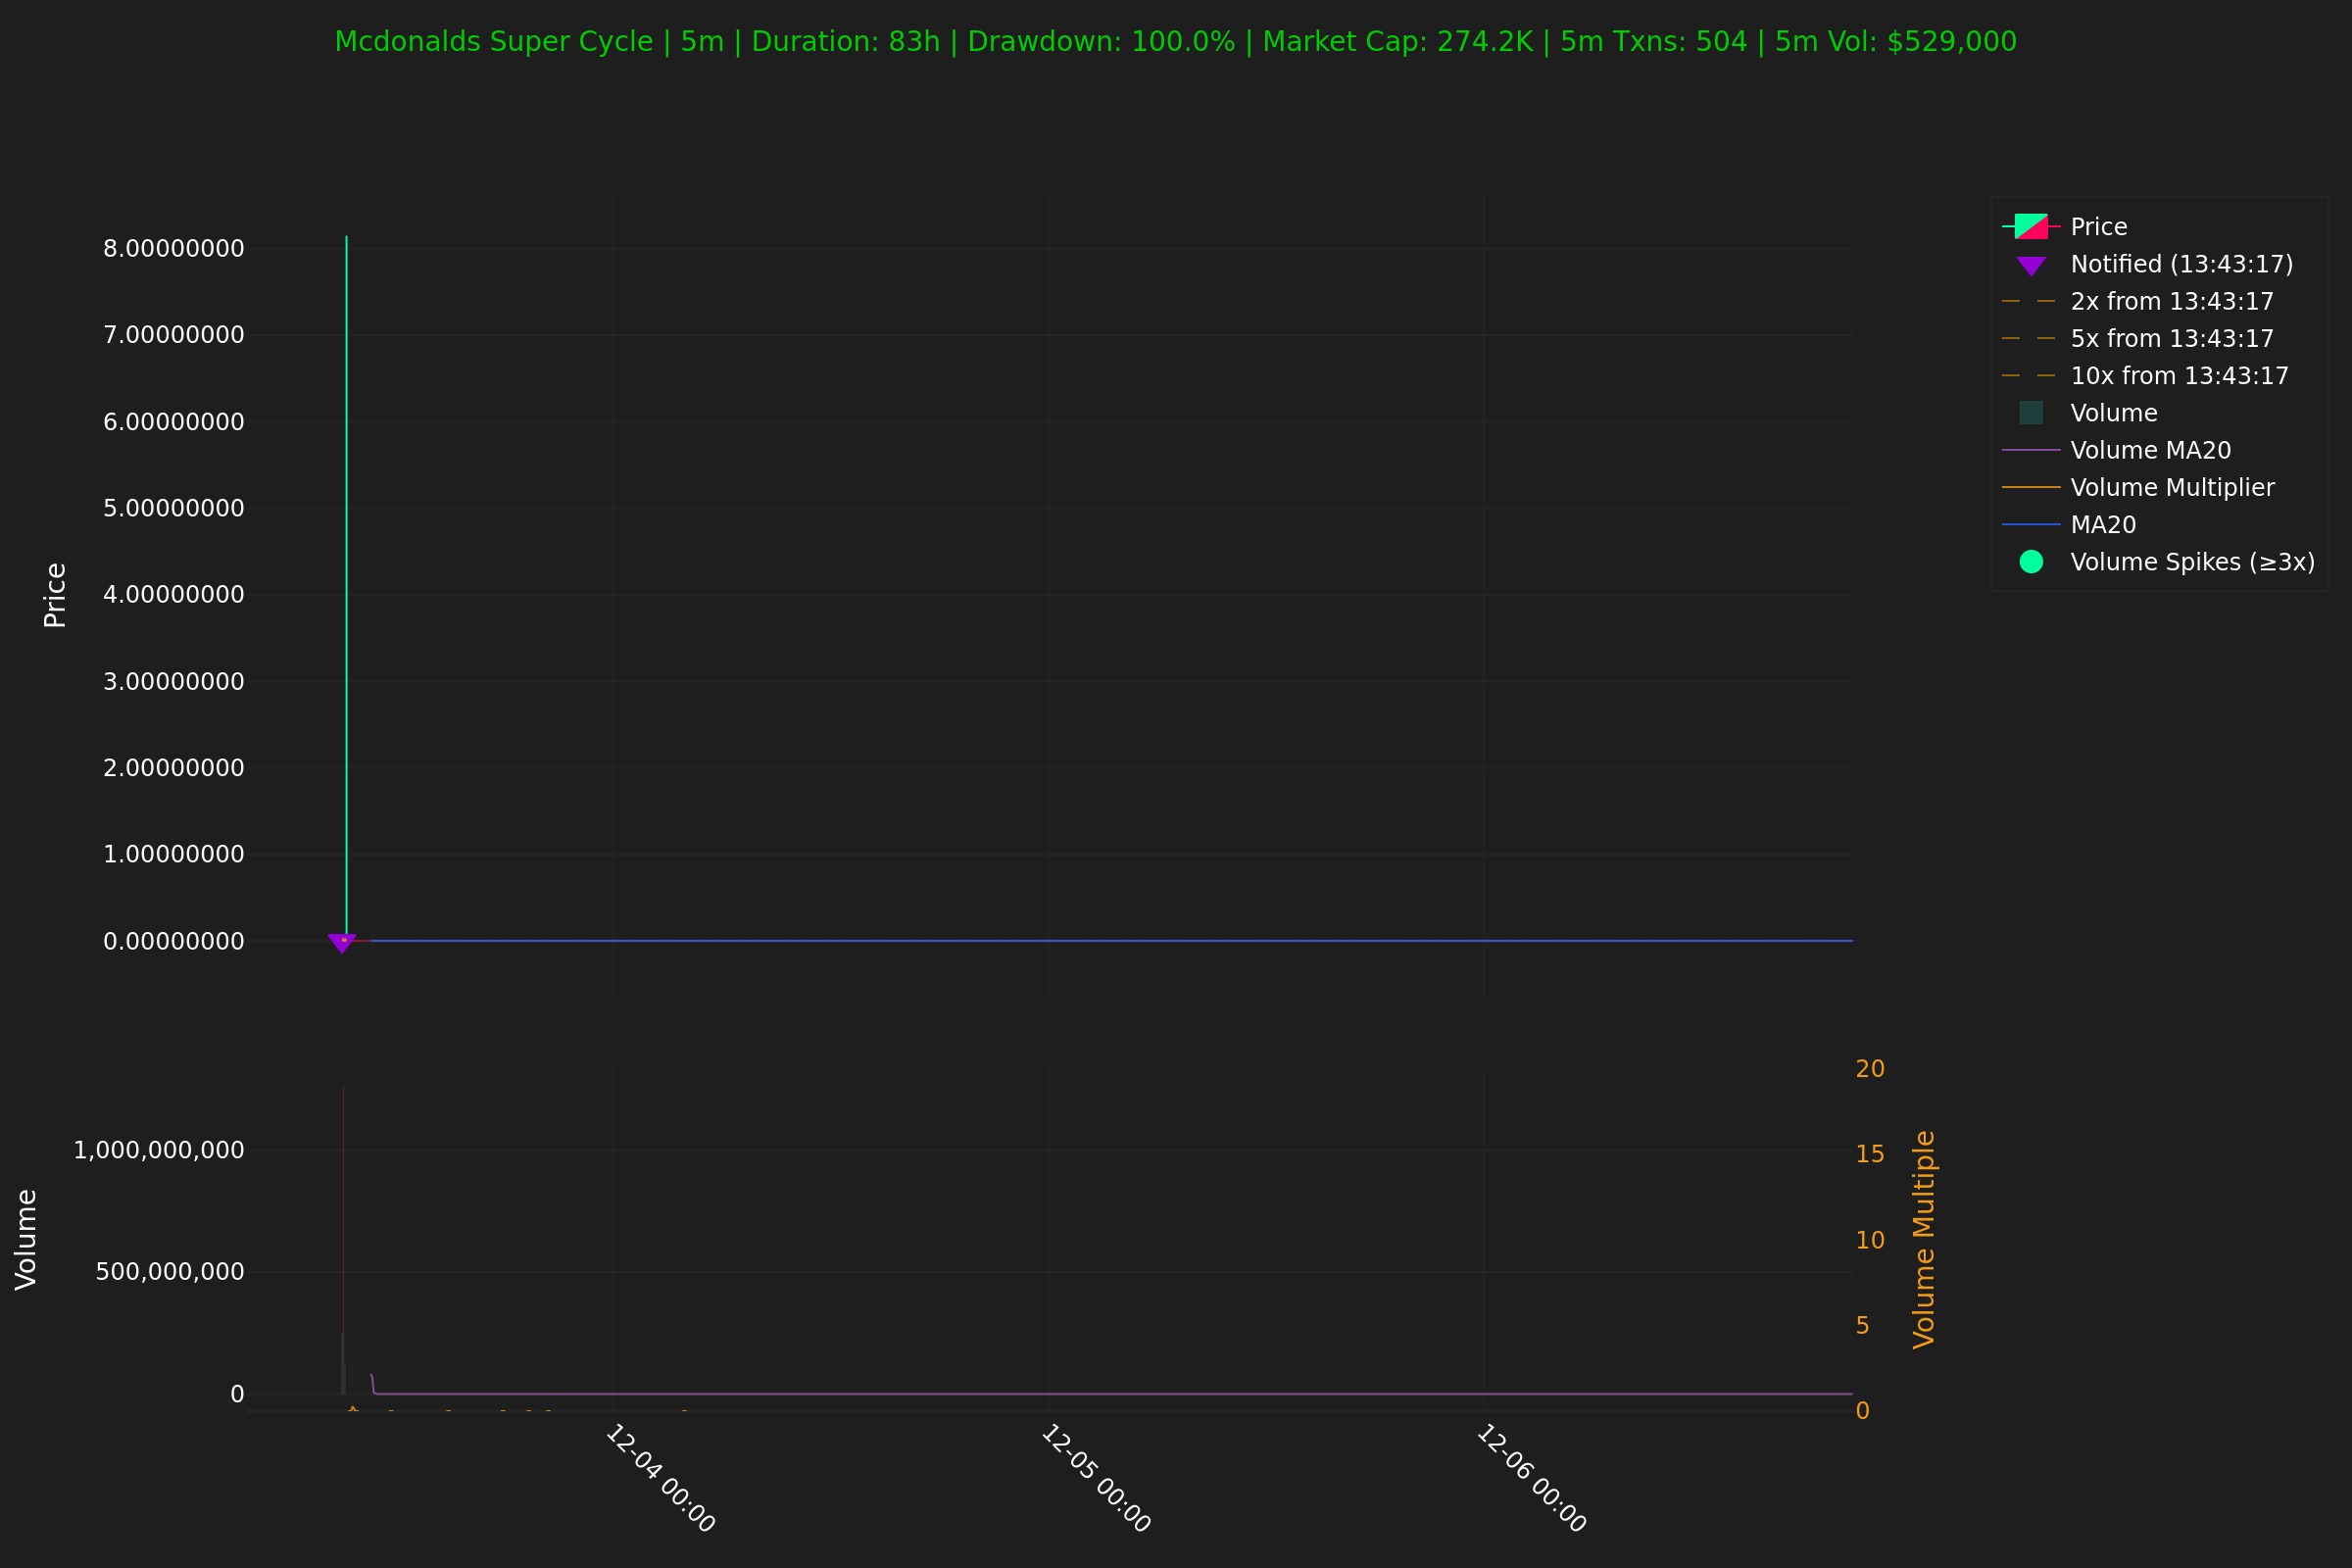 Mcdonalds Super Cycle | 5m | Duration: 83h | Drawdown: 100.0% | Market Cap: 274.2K | 5m Txns: 504 | 5m Vol: $529,000
Price
8.00000000
7.00000000
6.00000000
5.00000000
4.00000000
3.00000000
2.00000000
1.00000000
0.00000000
Price
Notified (13:43:17)
2x from 13:43:17
5x from 13:43:17
10x from 13:43:17
Volume
Volume MA20
Volume Multiplier
MA20
Volume Spikes (≥3x)
Volume
1,000,000,000
500,000,000
0
20
15
10
5
0
Volume Multiple
12-04 00:00
12-05 00:00
12-06 00:00